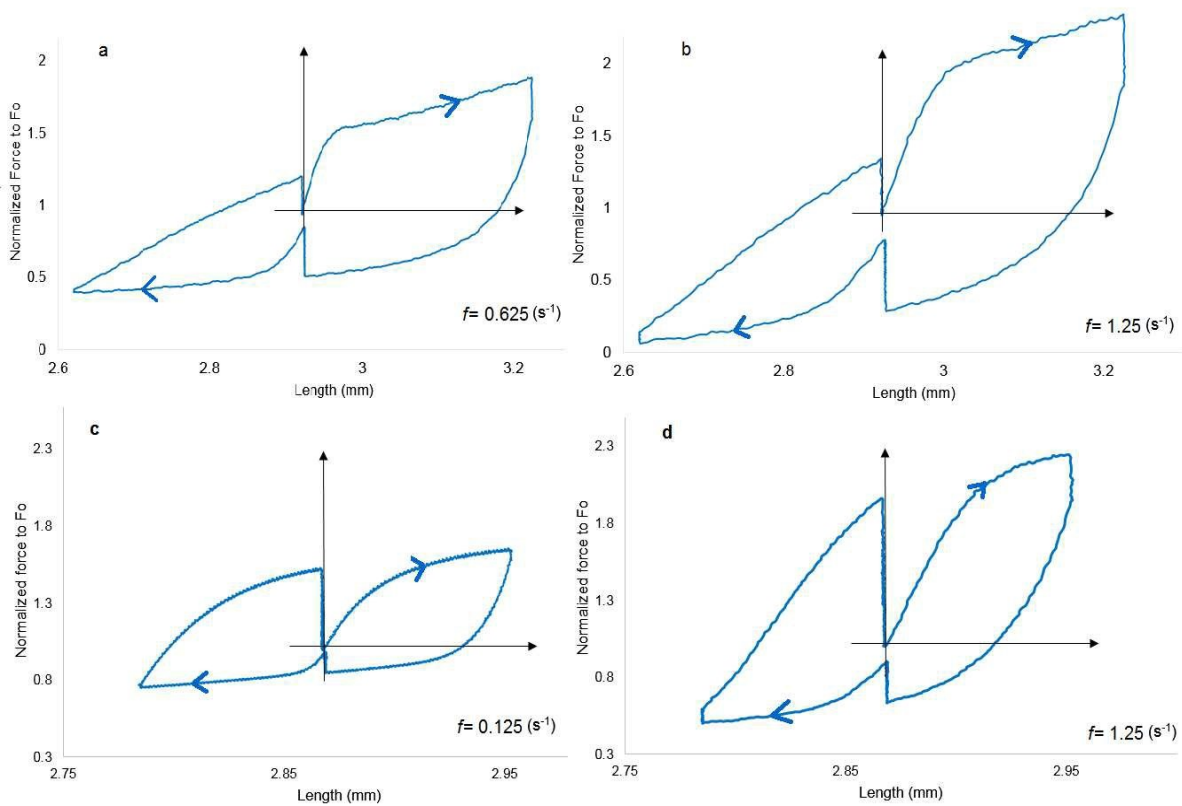 a
Normalized Force to Fo
2
1.5
1
0.5
0
2.6
2.8
3
3.2
Length (mm)
f= 0.625 (s⁻¹)
b
Normalized Force to Fo
2
1.5
1
0.5
0
2.6
2.8
3
3.2
Length (mm)
f= 1.25 (s⁻¹)
c
Normalized force to Fo
2.3
1.8
1.3
0.8
0.3
2.75
2.85
2.95
Length (mm)
f= 0.125 (s⁻¹)
d
Normalized force to Fo
2.3
1.8
1.3
0.8
0.3
2.75
2.85
2.95
Length (mm)
f= 1.25 (s⁻¹)